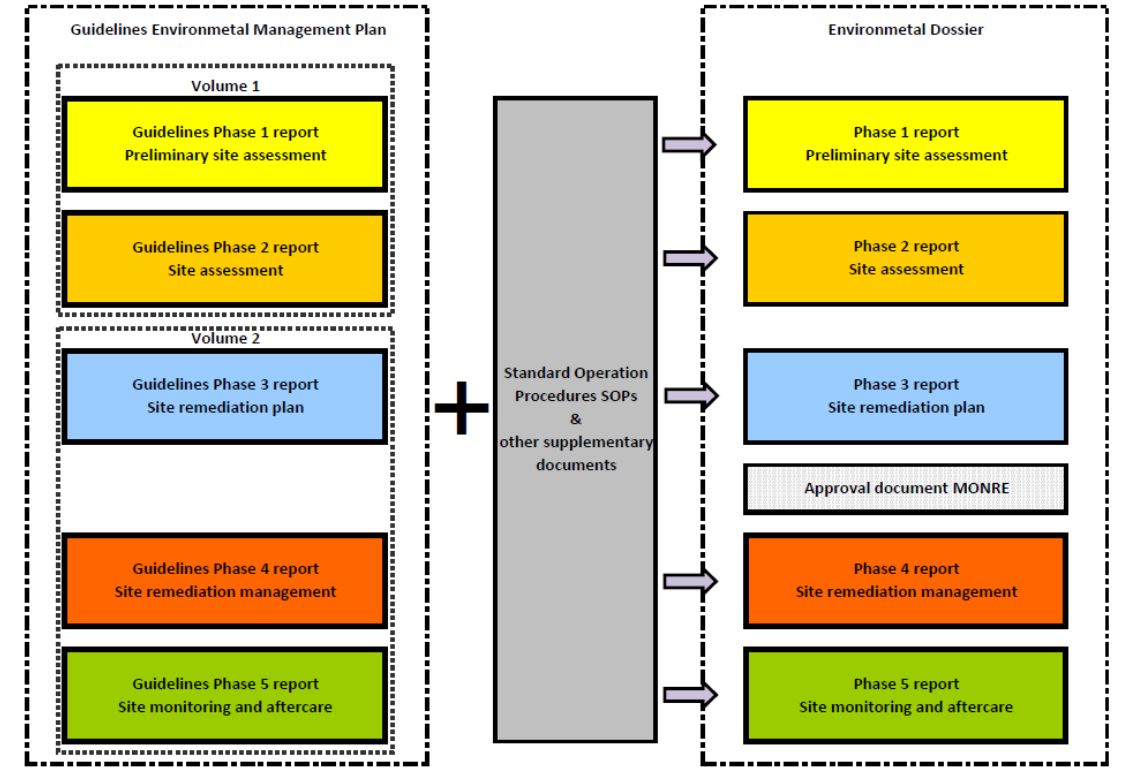 Guidelines Environmetal Management Plan
Volume 1
Guidelines Phase 1 report
Preliminary site assessment
Guidelines Phase 2 report
Site assessment
Volume 2
Guidelines Phase 3 report
Site remediation plan
Guidelines Phase 4 report
Site remediation management
Guidelines Phase 5 report
Site monitoring and aftercare
+
Standard Operation
Procedures SOPs
&
other supplementary
documents
Environmetal Dossier
Phase 1 report
Preliminary site assessment
Phase 2 report
Site assessment
Phase 3 report
Site remediation plan
Approval document MONRE
Phase 4 report
Site remediation management
Phase 5 report
Site monitoring and aftercare